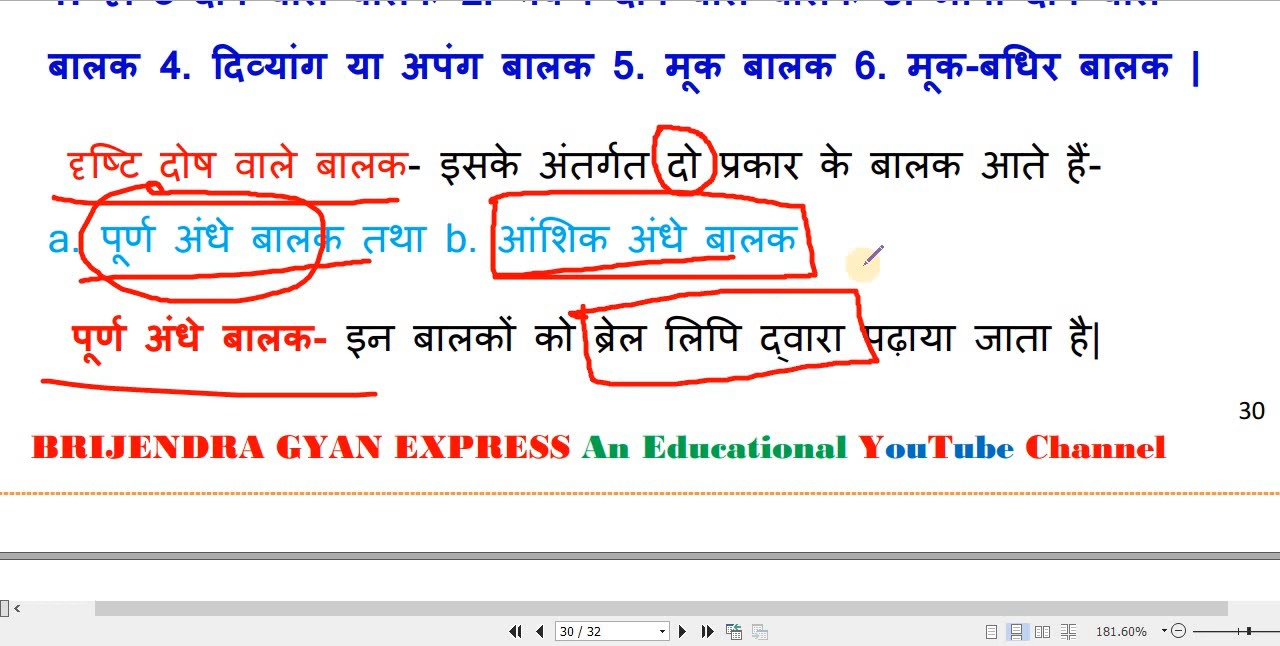 बालक 4. दिव्यांग या अपंग बालक 5. मूक बालक 6. मूक-बधिर बालक |
दृष्टि दोष वाले बालक- इसके अंतर्गत दो प्रकार के बालक आते हैं-
a. पूर्ण अंधे बालक तथा b. आंशिक अंधे बालक
पूर्ण अंधे बालक- इन बालकों को ब्रेल लिपि द्वारा पढ़ाया जाता है|
30
BRIJENDRA GYAN EXPRESS An Educational YouTube Channel
30 / 32
181.60%